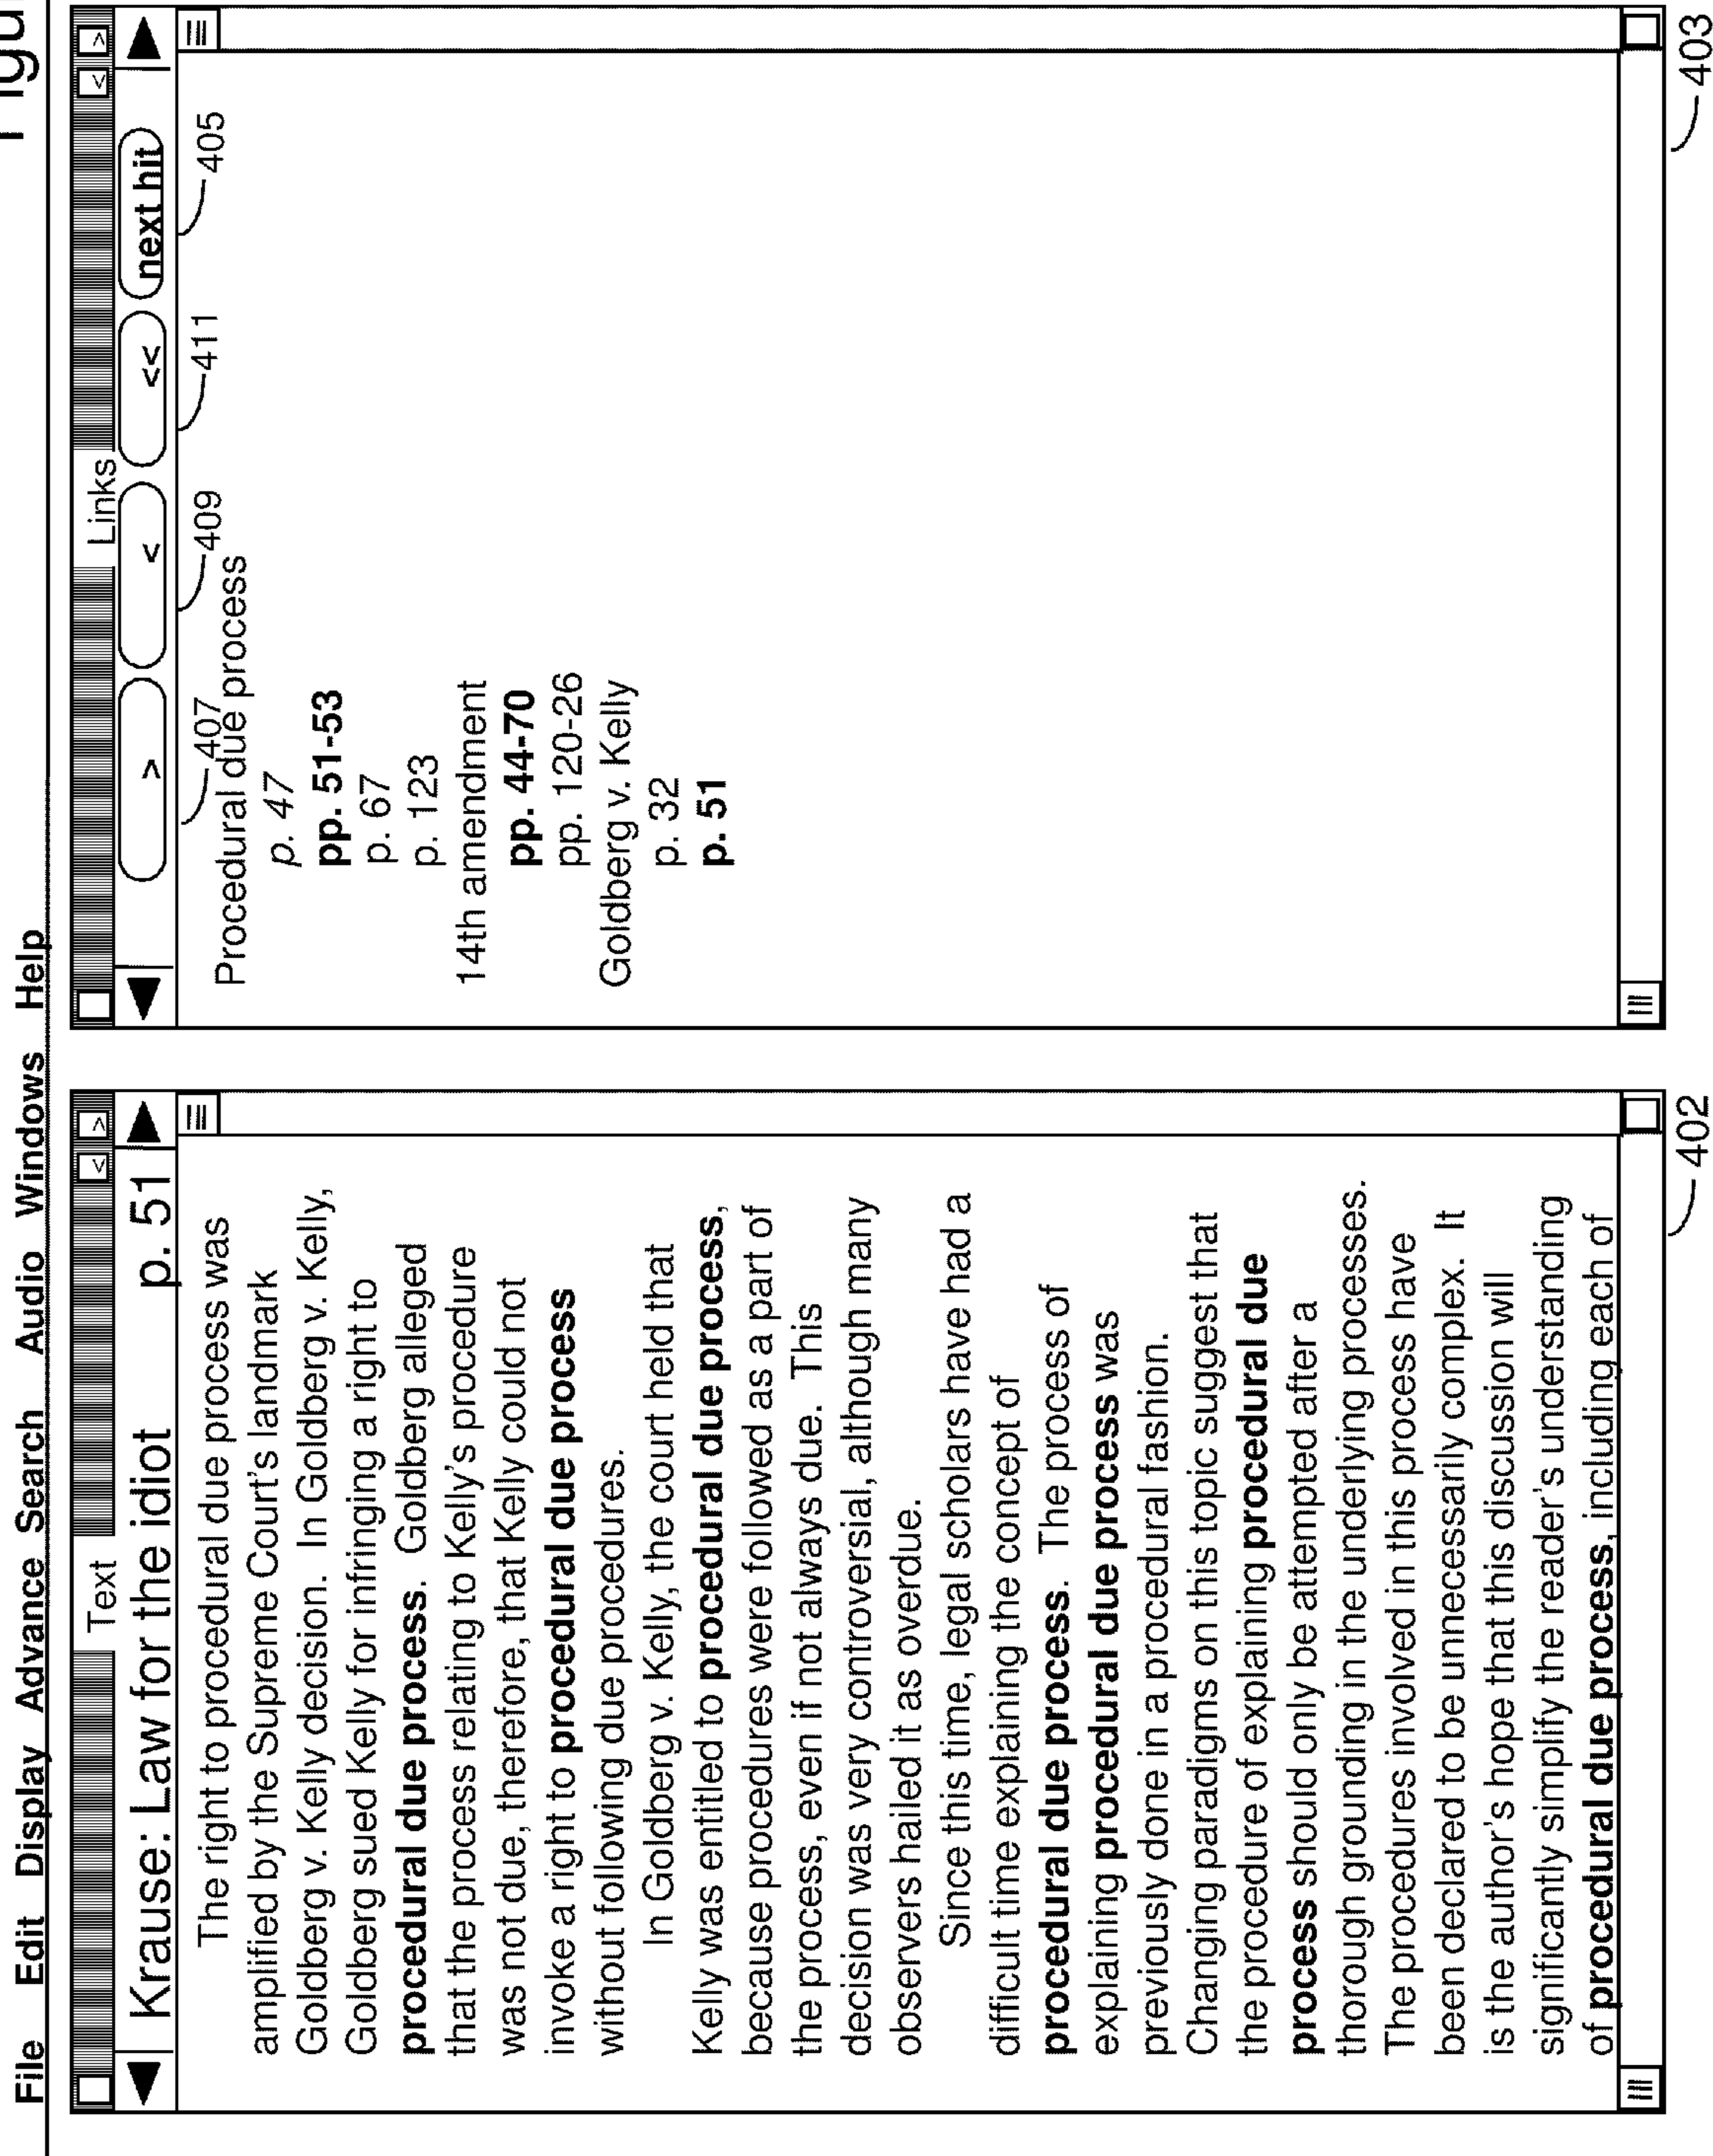 Figu
File Edit Display Advance Search Audio Windows Help
Text
Krause: Law for the idiot p. 51
The right to procedural due process was
amplified by the Supreme Court's landmark
Goldberg v. Kelly decision. In Goldberg v. Kelly,
Goldberg sued Kelly for infringing a right to
procedural due process. Goldberg alleged
that the process relating to Kelly's procedure
was not due, therefore, that Kelly could not
invoke a right to procedural due process
without following due procedures.
In Goldberg v. Kelly, the court held that
Kelly was entitled to procedural due process,
because procedures were followed as a part of
the process, even if not always due. This
decision was very controversial, although many
observers hailed it as overdue.
Since this time, legal scholars have had a
difficult time explaining the concept of
procedural due process. The process of
explaining procedural due process was
previously done in a procedural fashion.
Changing paradigms on this topic suggest that
the procedure of explaining procedural due
process should only be attempted after a
thorough grounding in the underlying processes.
The procedures involved in this process have
been declared to be unnecessarily complex. It
is the author's hope that this discussion will
significantly simplify the reader's understanding
of procedural due process, including each of
402
Links
> < << next hit
407 409 411 405
Procedural due process
p. 47
pp. 51-53
p. 67
p. 123
14th amendment
pp. 44-70
pp. 120-26
Goldberg v. Kelly
p. 32
p. 51
403